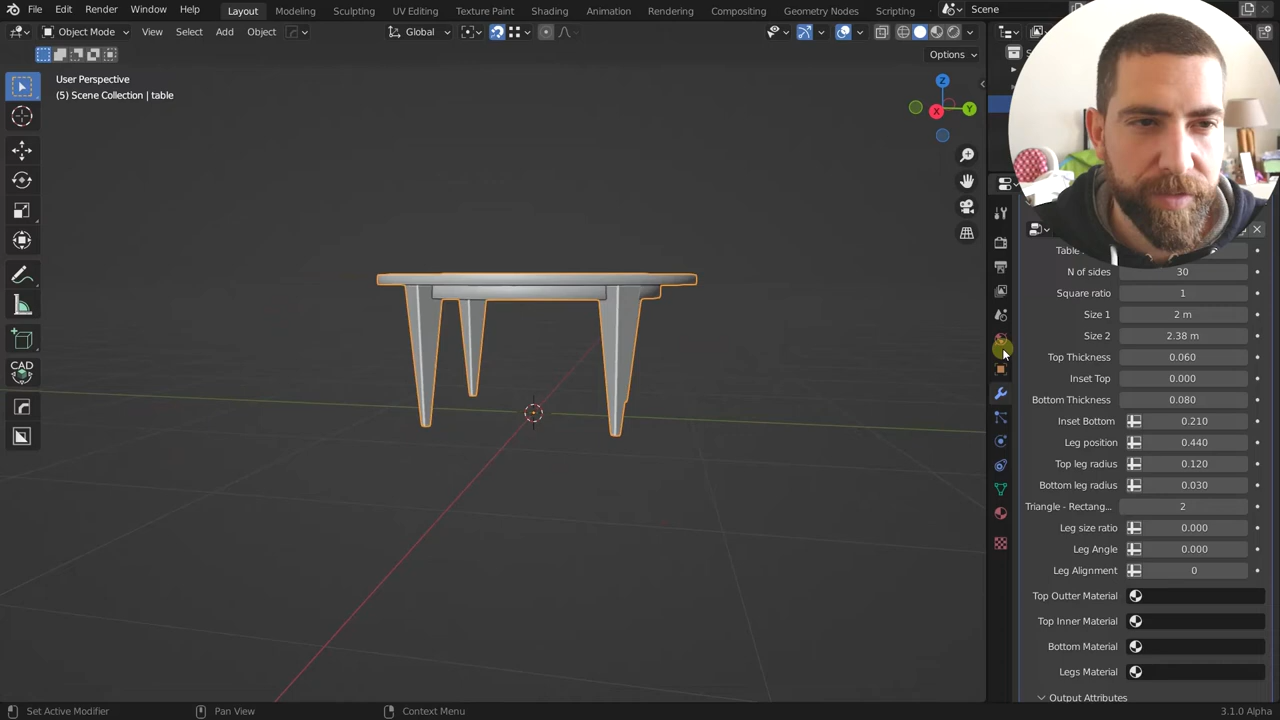 File Edit Render Window Help Layout Modeling Sculpting UV Editing Texture Paint Shading Animation Rendering Compositing Geometry Nodes Scripting Scene
Object Mode View Select Add Object Global
Options
User Perspective
(5) Scene Collection | table
Z
Y
X
CAD
Table
N of sides 30
Square ratio 1
Size 1 2 m
Size 2 2.38 m
Top Thickness 0.060
Inset Top 0.000
Bottom Thickness 0.080
Inset Bottom 0.210
Leg position 0.440
Top leg radius 0.120
Bottom leg radius 0.030
Triangle - Rectang... 2
Leg size ratio 0.000
Leg Angle 0.000
Leg Alignment 0
Top Outter Material
Top Inner Material
Bottom Material
Legs Material
Output Attributes
Set Active Modifier Pan View Context Menu 3.1.0 Alpha